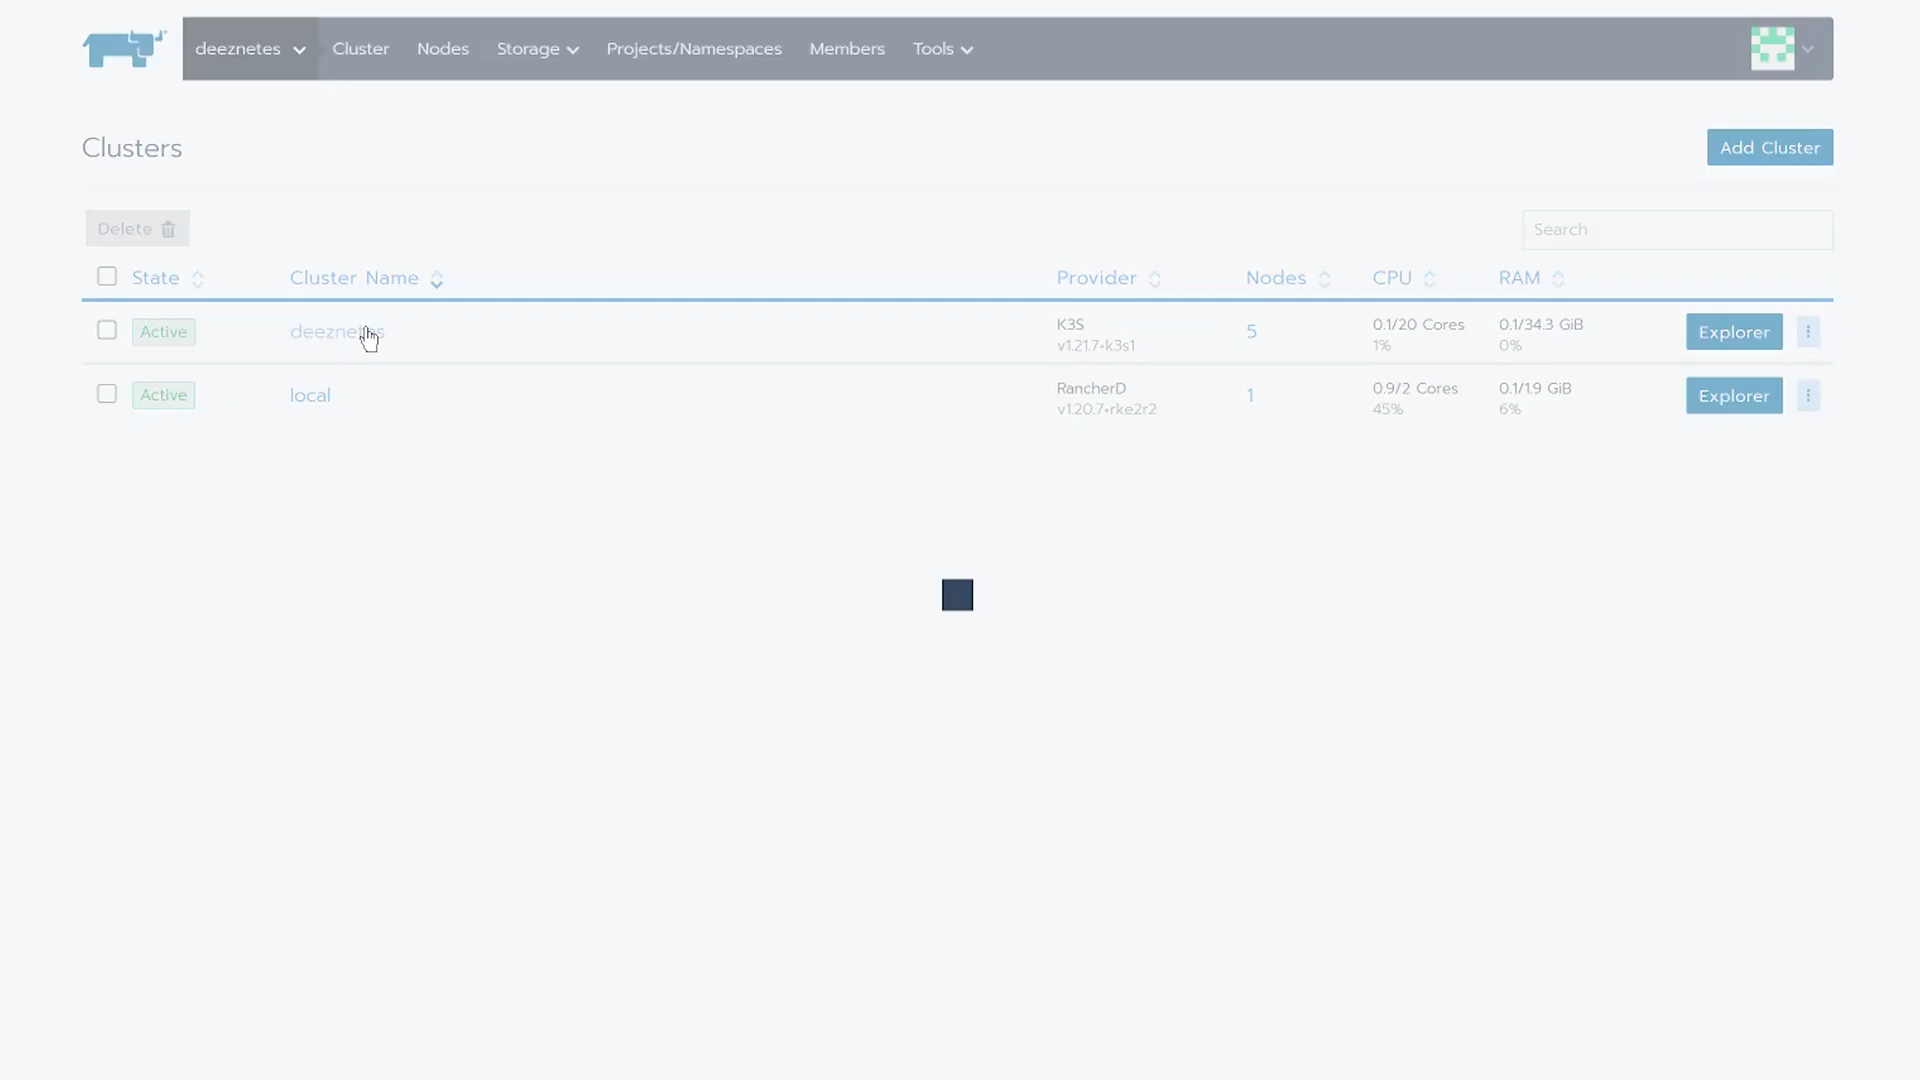 deeznetes Cluster Nodes Storage Projects/Namespaces Members Tools
Clusters
Add Cluster
Delete
Search
State Cluster Name Provider Nodes CPU RAM
Active deeznetes K3S 5 0.1/20 Cores 0.1/34.3 GiB Explorer
v1.21.7+k3s1 1% 0%
Active local RancherD 1 0.9/2 Cores 0.1/1.9 GiB Explorer
v1.20.7+rke2r2 45% 6%